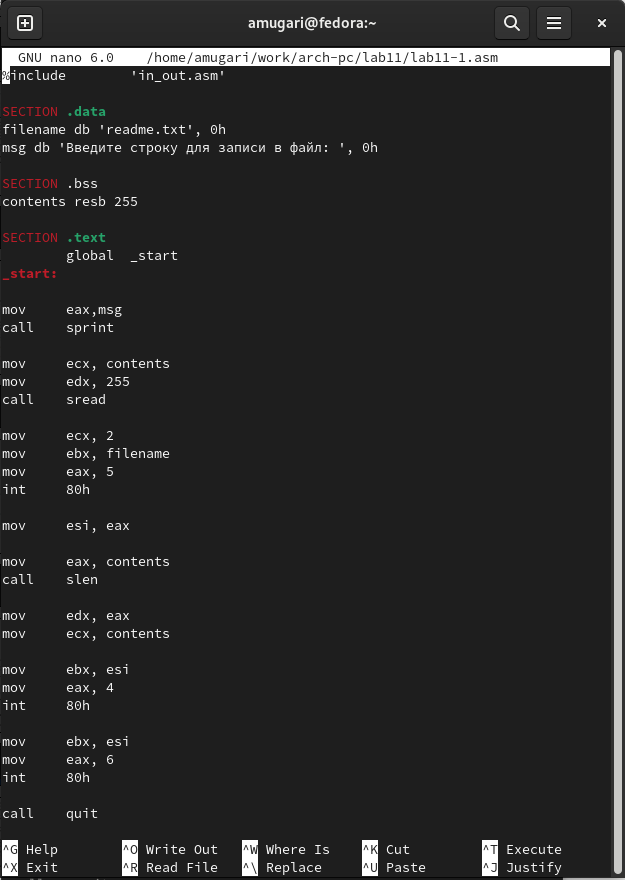 amugari@fedora:~
GNU nano 6.0 /home/amugari/work/arch-pc/lab11/lab11-1.asm
%include 'in_out.asm'
SECTION .data
filename db 'readme.txt', 0h
msg db 'Введите строку для записи в файл: ', 0h
SECTION .bss
contents resb 255
SECTION .text
global _start
_start:
mov eax,msg
call sprint
mov ecx, contents
mov edx, 255
call sread
mov ecx, 2
mov ebx, filename
mov eax, 5
int 80h
mov esi, eax
mov eax, contents
call slen
mov edx, eax
mov ecx, contents
mov ebx, esi
mov eax, 4
int 80h
mov ebx, esi
mov eax, 6
int 80h
call quit
^G Help ^O Write Out ^W Where Is ^K Cut ^T Execute
^X Exit ^R Read File ^\ Replace ^U Paste ^J Justify